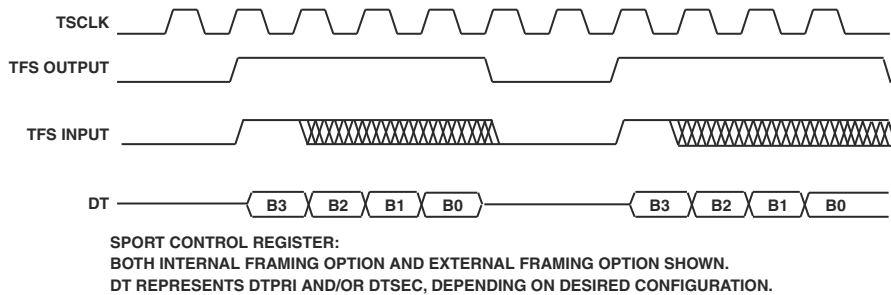 TSCLK
TFS OUTPUT
TFS INPUT
DT B3 B2 B1 B0 B3 B2 B1 B0
SPORT CONTROL REGISTER:
BOTH INTERNAL FRAMING OPTION AND EXTERNAL FRAMING OPTION SHOWN.
DT REPRESENTS DTPRI AND/OR DTSEC, DEPENDING ON DESIRED CONFIGURATION.